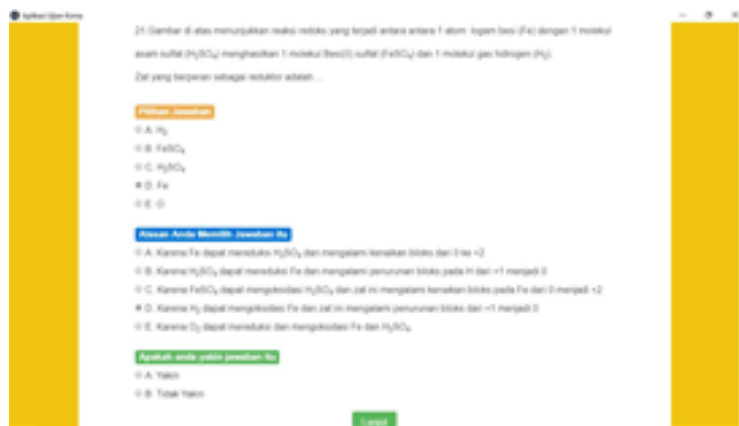 Aplikasi Ujian Kimia
21. Gambar di atas menunjukkan reaksi redoks yang terjadi antara antara 1 atom logam besi (Fe) dengan 1 molekul
asam sulfat (H₂SO₄) menghasilkan 1 molekul Besi(II) sulfat (FeSO₄) dan 1 molekul gas hidrogen (H₂).
Zat yang berperan sebagai reduktor adalah ...
Pilihan Jawaban
A. H₂
B. FeSO₄
C. H₂SO₄
D. Fe
E. O
Alasan Anda Memilih Jawaban Itu
A. Karena Fe dapat mereduksi H₂SO₄ dan mengalami kenaikan biloks dari 0 ke +2
B. Karena H₂SO₄ dapat mereduksi Fe dan mengalami penurunan biloks pada H dari +1 menjadi 0
C. Karena FeSO₄ dapat mengoksidasi H₂SO₄ dan zat ini mengalami kenaikan biloks pada Fe dari 0 menjadi +2
D. Karena H₂ dapat mengoksidasi Fe dan zat ini mengalami penurunan biloks dari +1 menjadi 0
E. Karena O₂ dapat mereduksi dan mengoksidasi Fe dan H₂SO₄
Apakah anda yakin jawaban itu
A. Yakin
B. Tidak Yakin
Lanjut